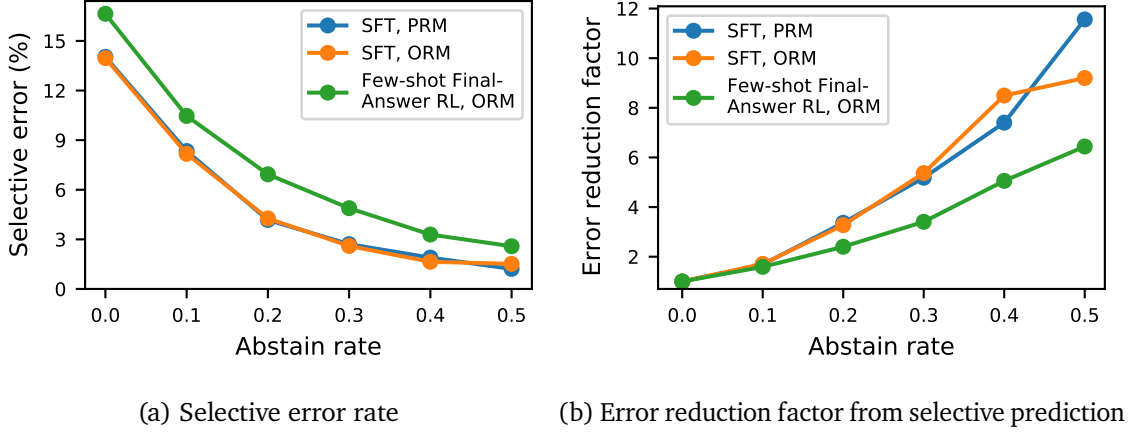 Selective error (%)
15
12
9
6
3
0
SFT, PRM
SFT, ORM
Few-shot Final-
Answer RL, ORM
0.0 0.1 0.2 0.3 0.4 0.5
Abstain rate
(a) Selective error rate
Error reduction factor
12
10
8
6
4
2
SFT, PRM
SFT, ORM
Few-shot Final-
Answer RL, ORM
0.0 0.1 0.2 0.3 0.4 0.5
Abstain rate
(b) Error reduction factor from selective prediction